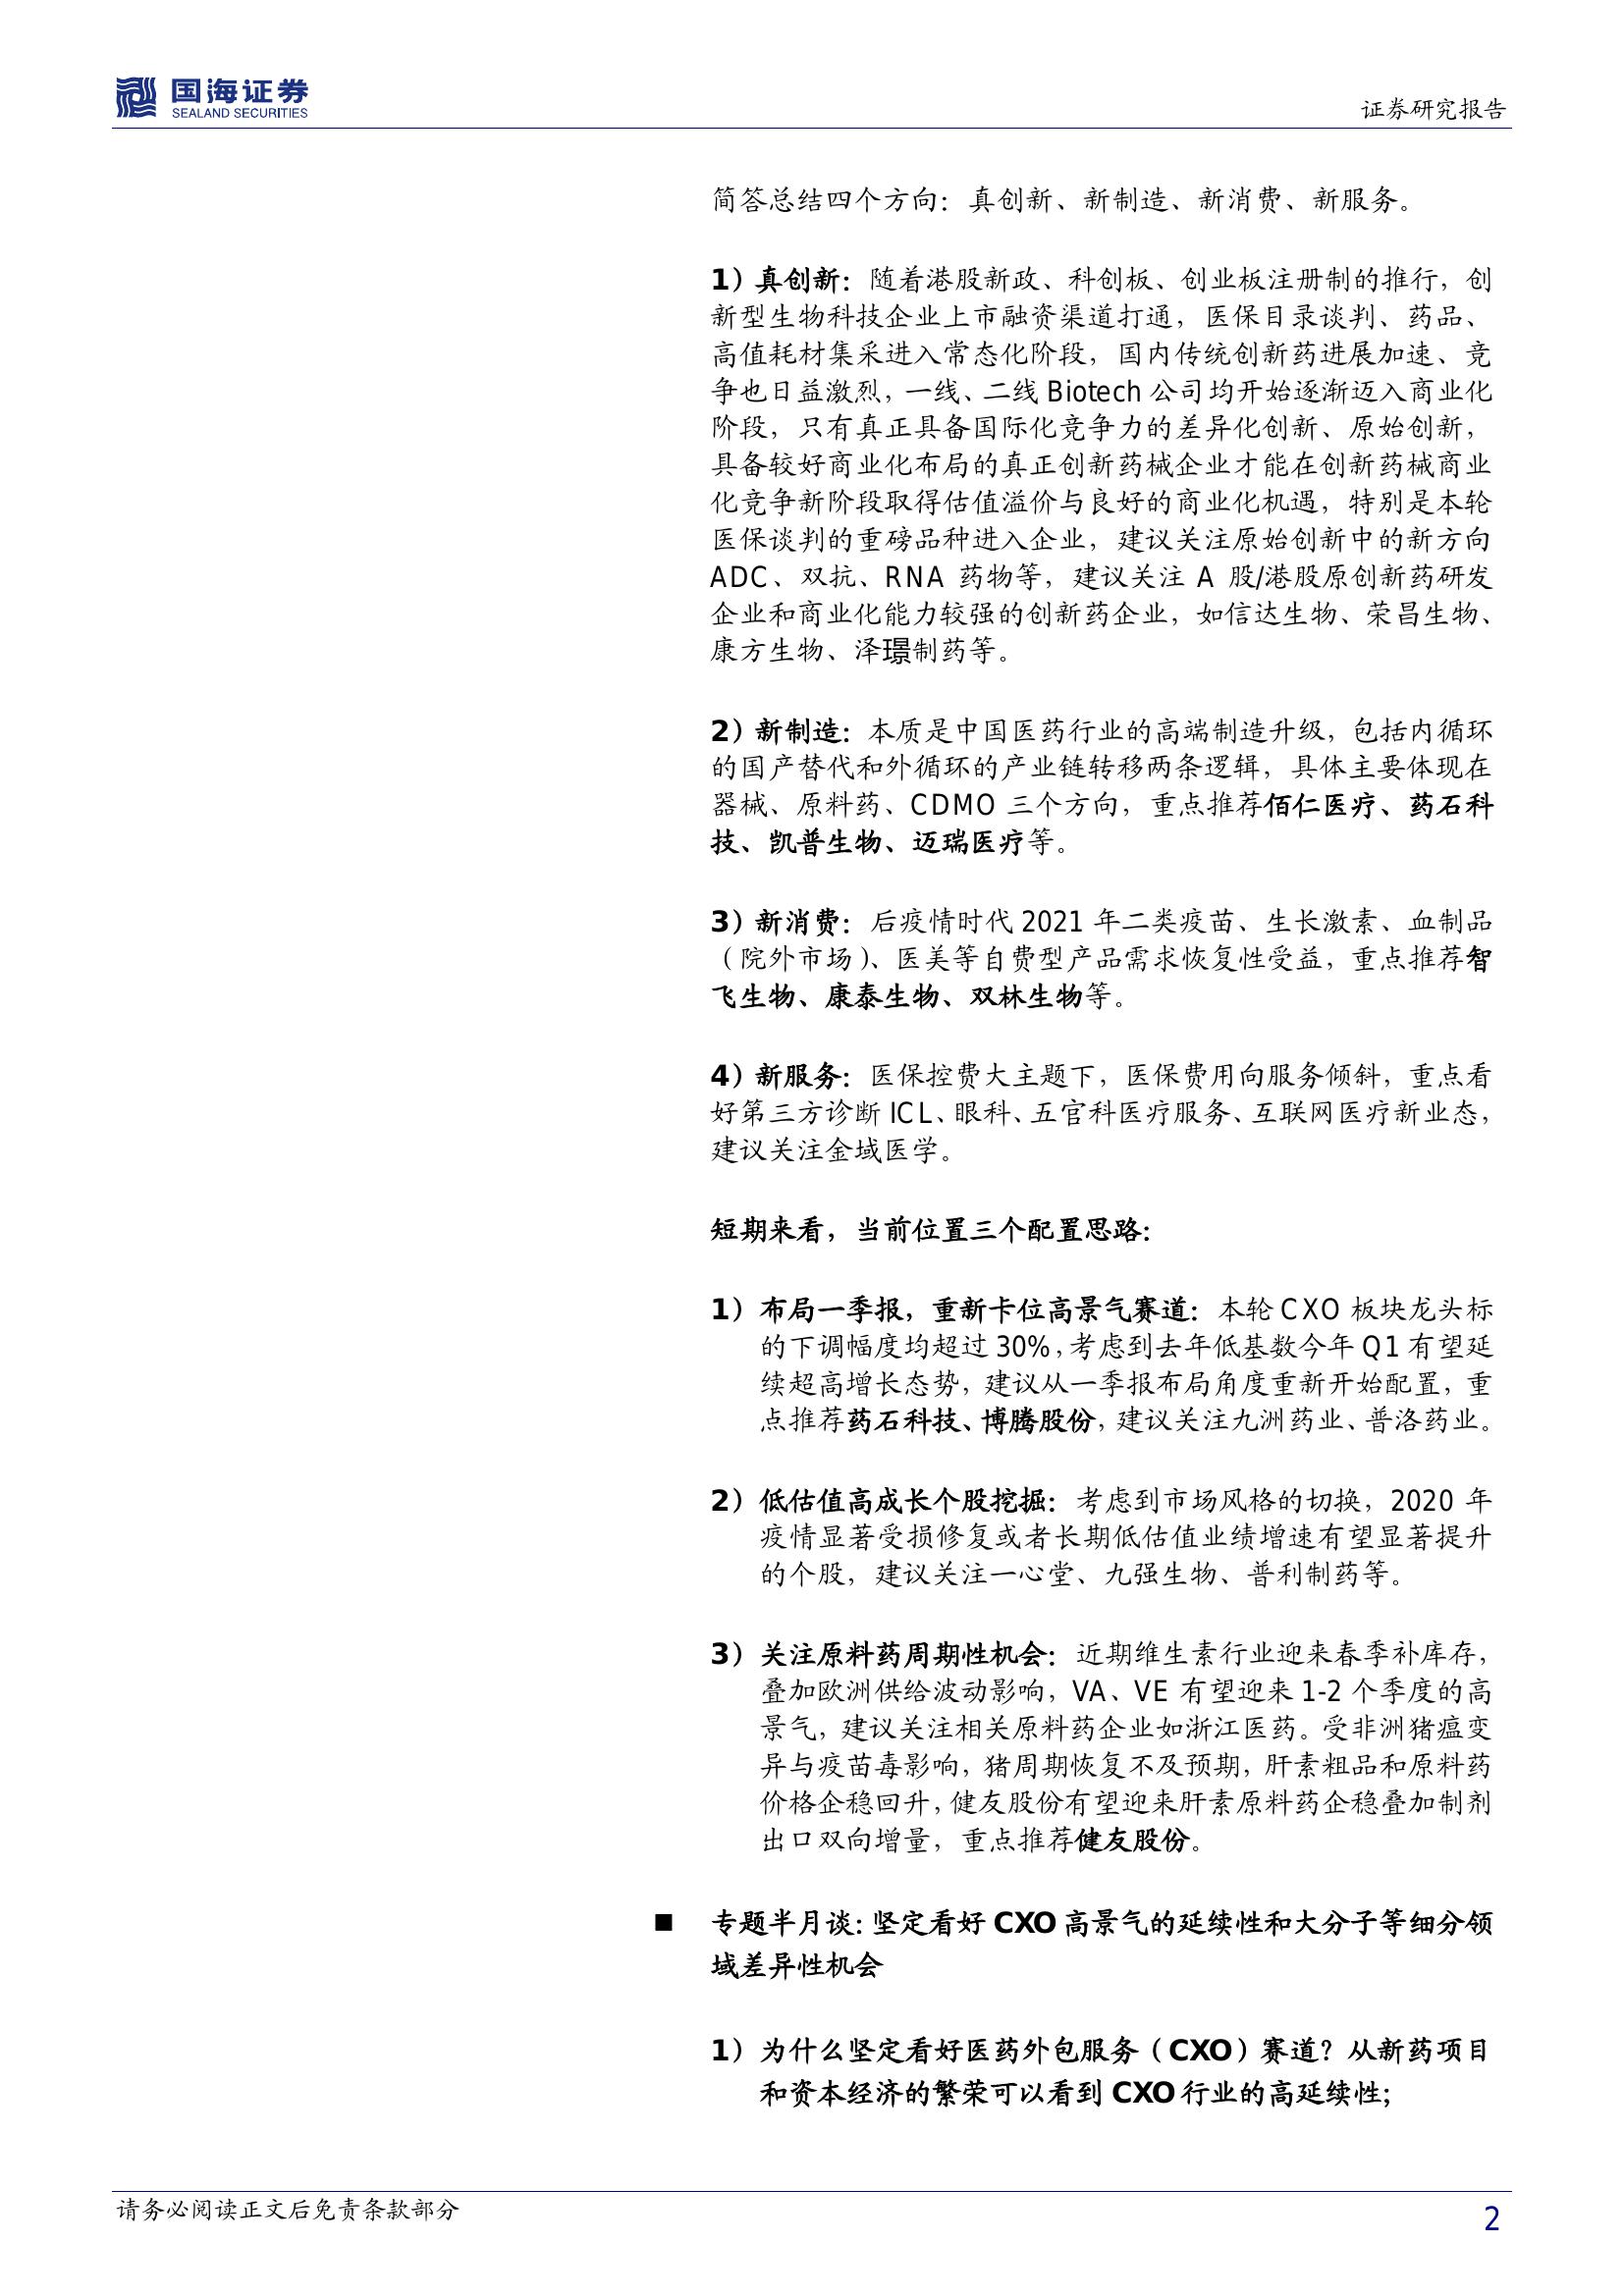 国海证券
SEALAND SECURITIES
证券研究报告
简答总结四个方向：真创新、新制造、新消费、新服务。
1）真创新：随着港股新政、科创板、创业板注册制的推行，创
新型生物科技企业上市融资渠道打通，医保目录谈判、药品、
高值耗材集采进入常态化阶段，国内传统创新药进展加速、竞
争也日益激烈，一线、二线 Biotech 公司均开始逐渐迈入商业化
阶段，只有真正具备国际化竞争力的差异化创新、原始创新，
具备较好商业化布局的真正创新药械企业才能在创新药械商业
化竞争新阶段取得估值溢价与良好的商业化机遇，特别是本轮
医保谈判的重磅品种进入企业，建议关注原始创新中的新方向
ADC、双抗、RNA 药物等，建议关注 A 股/港股原创新药研发
企业和商业化能力较强的创新药企业，如信达生物、荣昌生物、
康方生物、泽璟制药等。
2）新制造：本质是中国医药行业的高端制造升级，包括内循环
的国产替代和外循环的产业链转移两条逻辑，具体主要体现在
器械、原料药、CDMO 三个方向，重点推荐佰仁医疗、药石科
技、凯普生物、迈瑞医疗等。
3）新消费：后疫情时代 2021 年二类疫苗、生长激素、血制品
（院外市场）、医美等自费型产品需求恢复性受益，重点推荐智
飞生物、康泰生物、双林生物等。
4）新服务：医保控费大主题下，医保费用向服务倾斜，重点看
好第三方诊断 ICL、眼科、五官科医疗服务、互联网医疗新业态，
建议关注金域医学。
短期来看，当前位置三个配置思路：
1）布局一季报，重新卡位高景气赛道：本轮 CXO 板块龙头标
的下调幅度均超过 30%，考虑到去年低基数今年 Q1 有望延
续超高增长态势，建议从一季报布局角度重新开始配置，重
点推荐药石科技、博腾股份，建议关注九洲药业、普洛药业。
2）低估值高成长个股挖掘：考虑到市场风格的切换，2020 年
疫情显著受损修复或者长期低估值业绩增速有望显著提升
的个股，建议关注一心堂、九强生物、普利制药等。
3）关注原料药周期性机会：近期维生素行业迎来春季补库存，
叠加欧洲供给波动影响，VA、VE 有望迎来 1-2 个季度的高
景气，建议关注相关原料药企业如浙江医药。受非洲猪瘟变
异与疫苗毒影响，猪周期恢复不及预期，肝素粗品和原料药
价格企稳回升，健友股份有望迎来肝素原料药企稳叠加制剂
出口双向增量，重点推荐健友股份。
■ 专题半月谈：坚定看好 CXO 高景气的延续性和大分子等细分领
域差异性机会
1）为什么坚定看好医药外包服务（CXO）赛道？从新药项目
和资本经济的繁荣可以看到 CXO 行业的高延续性；
请务必阅读正文后免责条款部分
2